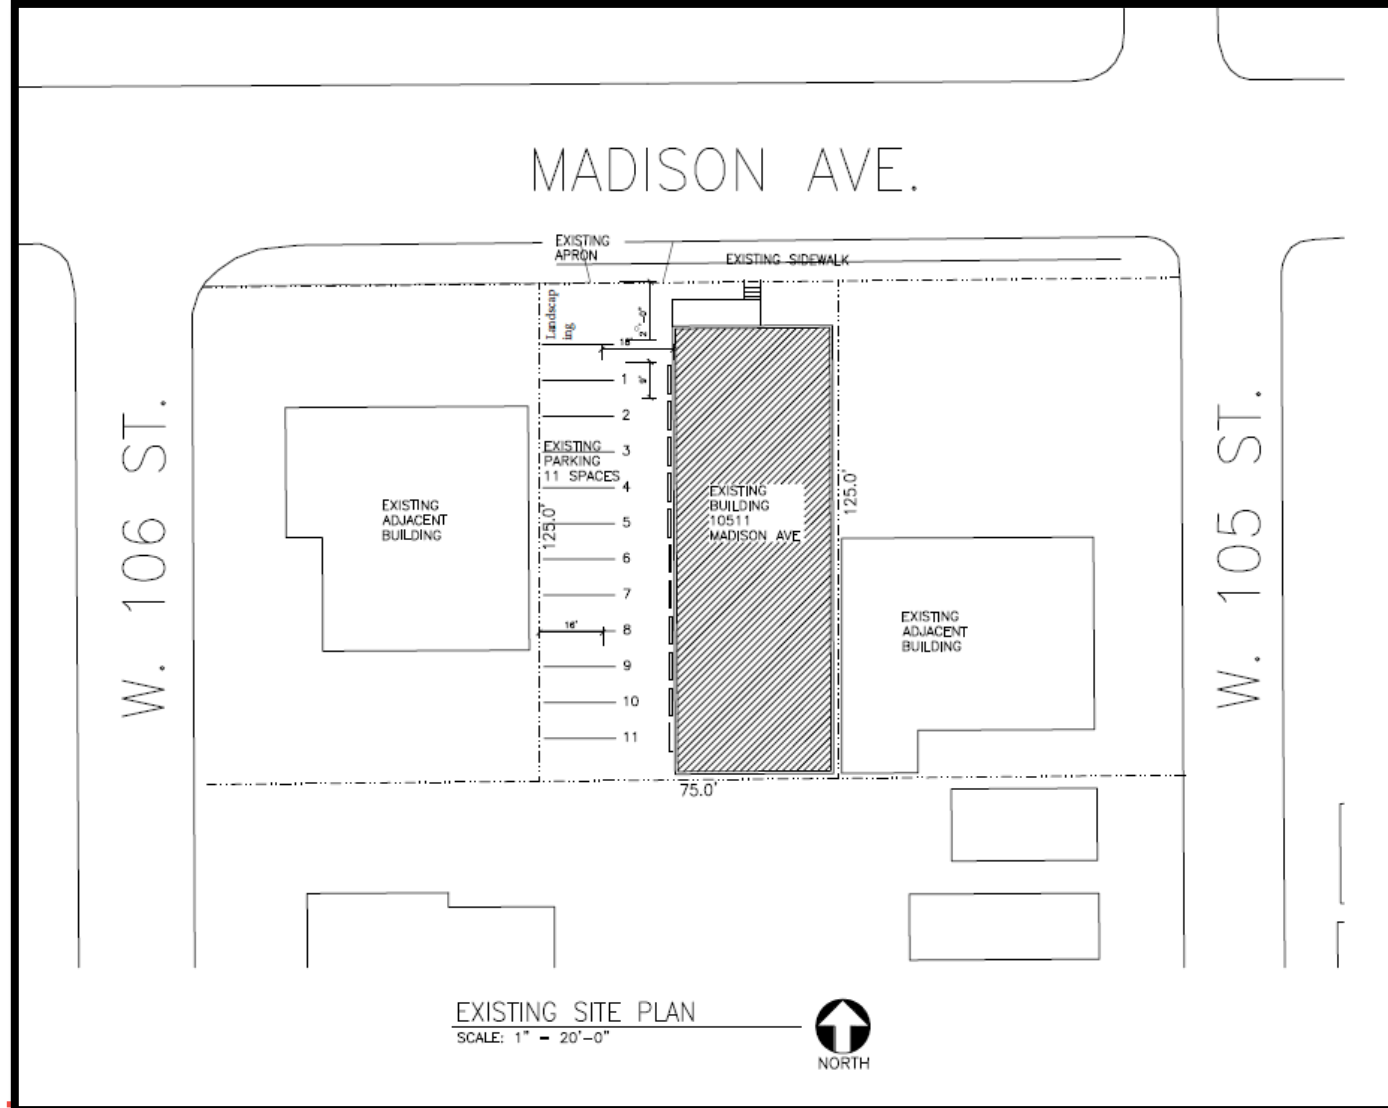 MADISON AVE.
EXISTING
APRON
EXISTING SIDEWALK
Landscap
ing
18'
9'
1
2
3
4
5
6
7
8
9
10
11
EXISTING
PARKING
11 SPACES
125.0'
16'
EXISTING
ADJACENT
BUILDING
EXISTING
BUILDING
10511
MADISON AVE
125.0'
EXISTING
ADJACENT
BUILDING
W. 106 ST.
W. 105 ST.
75.0'
EXISTING SITE PLAN
SCALE: 1" = 20'-0"
NORTH